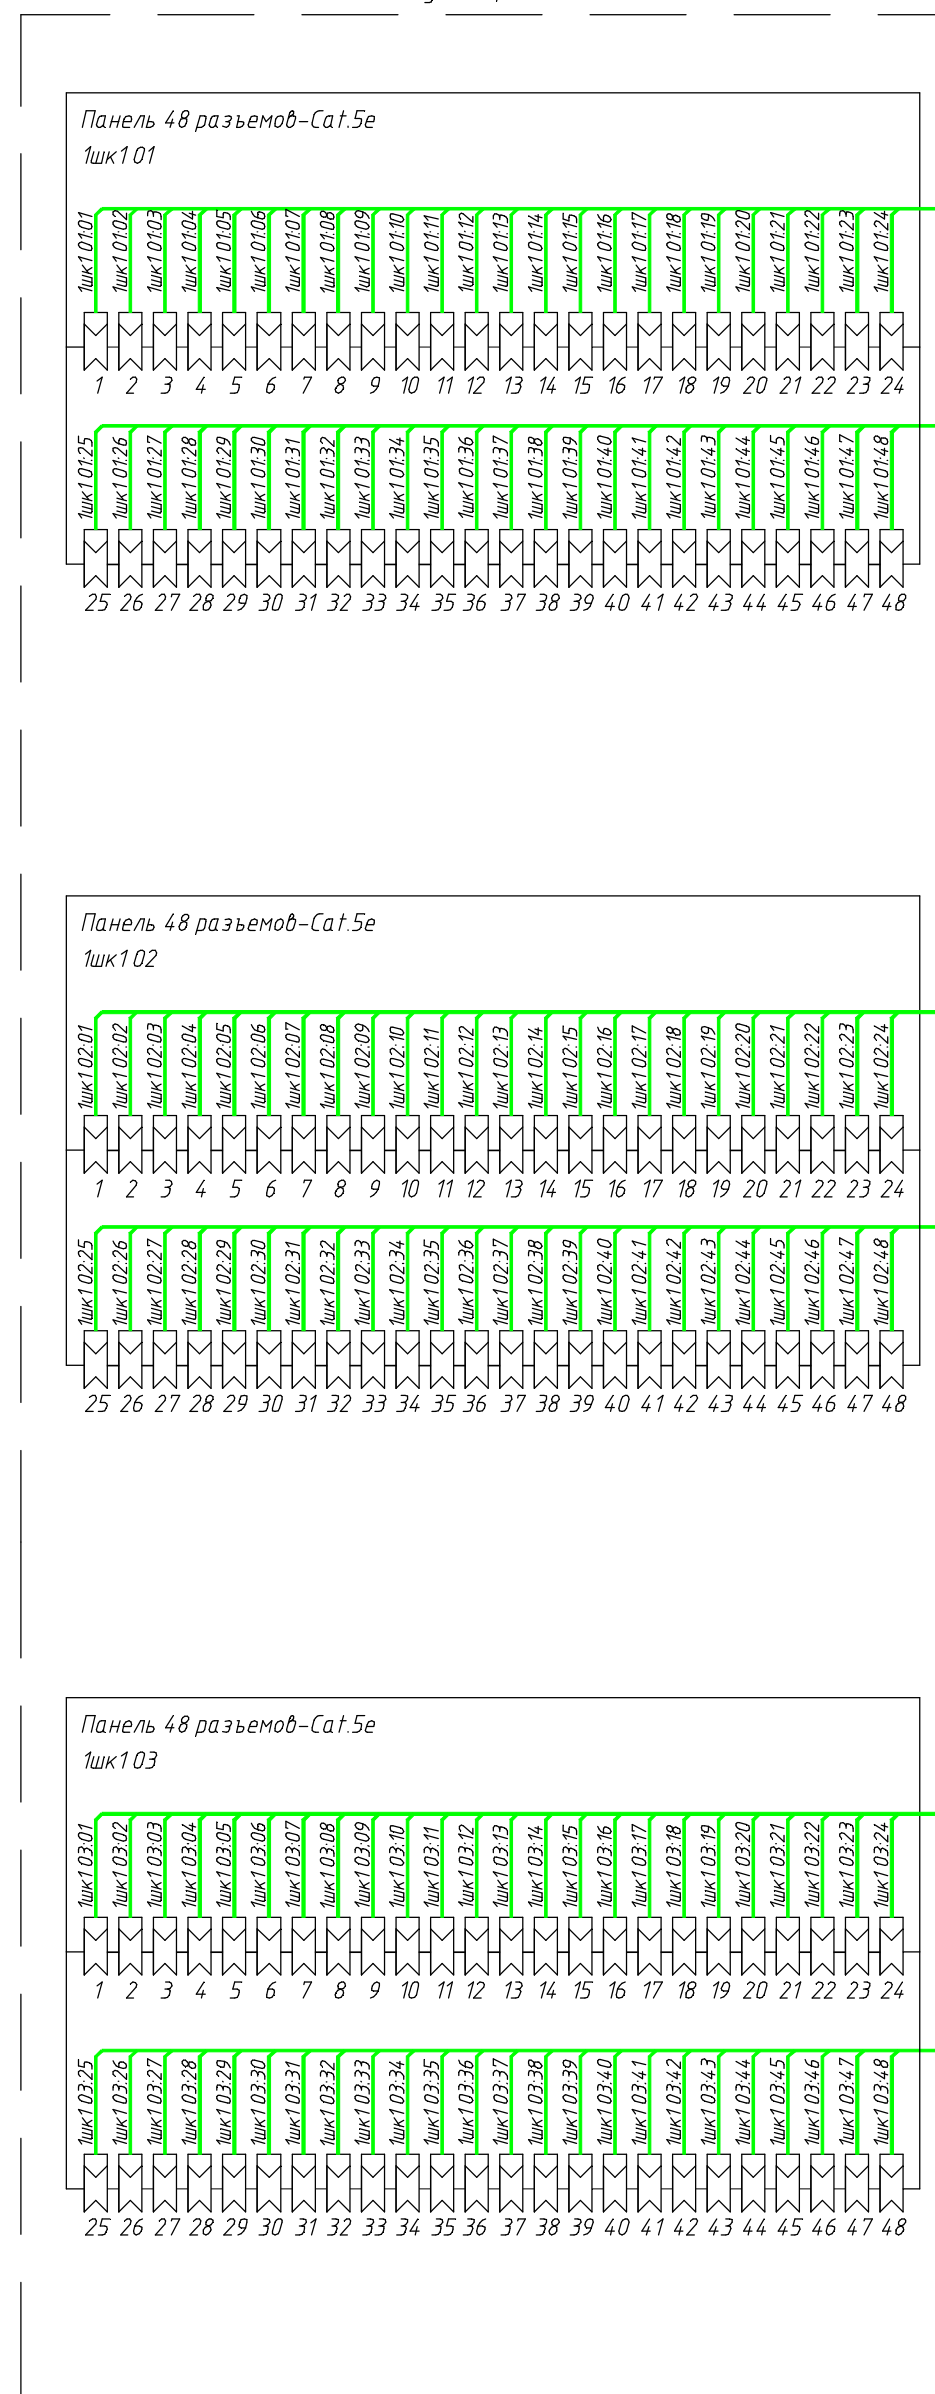 Панель 48 разъемов-Cat.5e
1шк1 01
1шк1 01:01 1шк1 01:02 1шк1 01:03 1шк1 01:04 1шк1 01:05 1шк1 01:06 1шк1 01:07 1шк1 01:08 1шк1 01:09 1шк1 01:10 1шк1 01:11 1шк1 01:12 1шк1 01:13 1шк1 01:14 1шк1 01:15 1шк1 01:16 1шк1 01:17 1шк1 01:18 1шк1 01:19 1шк1 01:20 1шк1 01:21 1шк1 01:22 1шк1 01:23 1шк1 01:24
1 2 3 4 5 6 7 8 9 10 11 12 13 14 15 16 17 18 19 20 21 22 23 24
1шк1 01:25 1шк1 01:26 1шк1 01:27 1шк1 01:28 1шк1 01:29 1шк1 01:30 1шк1 01:31 1шк1 01:32 1шк1 01:33 1шк1 01:34 1шк1 01:35 1шк1 01:36 1шк1 01:37 1шк1 01:38 1шк1 01:39 1шк1 01:40 1шк1 01:41 1шк1 01:42 1шк1 01:43 1шк1 01:44 1шк1 01:45 1шк1 01:46 1шк1 01:47 1шк1 01:48
25 26 27 28 29 30 31 32 33 34 35 36 37 38 39 40 41 42 43 44 45 46 47 48
Панель 48 разъемов-Cat.5e
1шк1 02
1шк1 02:01 1шк1 02:02 1шк1 02:03 1шк1 02:04 1шк1 02:05 1шк1 02:06 1шк1 02:07 1шк1 02:08 1шк1 02:09 1шк1 02:10 1шк1 02:11 1шк1 02:12 1шк1 02:13 1шк1 02:14 1шк1 02:15 1шк1 02:16 1шк1 02:17 1шк1 02:18 1шк1 02:19 1шк1 02:20 1шк1 02:21 1шк1 02:22 1шк1 02:23 1шк1 02:24
1 2 3 4 5 6 7 8 9 10 11 12 13 14 15 16 17 18 19 20 21 22 23 24
1шк1 02:25 1шк1 02:26 1шк1 02:27 1шк1 02:28 1шк1 02:29 1шк1 02:30 1шк1 02:31 1шк1 02:32 1шк1 02:33 1шк1 02:34 1шк1 02:35 1шк1 02:36 1шк1 02:37 1шк1 02:38 1шк1 02:39 1шк1 02:40 1шк1 02:41 1шк1 02:42 1шк1 02:43 1шк1 02:44 1шк1 02:45 1шк1 02:46 1шк1 02:47 1шк1 02:48
25 26 27 28 29 30 31 32 33 34 35 36 37 38 39 40 41 42 43 44 45 46 47 48
Панель 48 разъемов-Cat.5e
1шк1 03
1шк1 03:01 1шк1 03:02 1шк1 03:03 1шк1 03:04 1шк1 03:05 1шк1 03:06 1шк1 03:07 1шк1 03:08 1шк1 03:09 1шк1 03:10 1шк1 03:11 1шк1 03:12 1шк1 03:13 1шк1 03:14 1шк1 03:15 1шк1 03:16 1шк1 03:17 1шк1 03:18 1шк1 03:19 1шк1 03:20 1шк1 03:21 1шк1 03:22 1шк1 03:23 1шк1 03:24
1 2 3 4 5 6 7 8 9 10 11 12 13 14 15 16 17 18 19 20 21 22 23 24
1шк1 03:25 1шк1 03:26 1шк1 03:27 1шк1 03:28 1шк1 03:29 1шк1 03:30 1шк1 03:31 1шк1 03:32 1шк1 03:33 1шк1 03:34 1шк1 03:35 1шк1 03:36 1шк1 03:37 1шк1 03:38 1шк1 03:39 1шк1 03:40 1шк1 03:41 1шк1 03:42 1шк1 03:43 1шк1 03:44 1шк1 03:45 1шк1 03:46 1шк1 03:47 1шк1 03:48
25 26 27 28 29 30 31 32 33 34 35 36 37 38 39 40 41 42 43 44 45 46 47 48